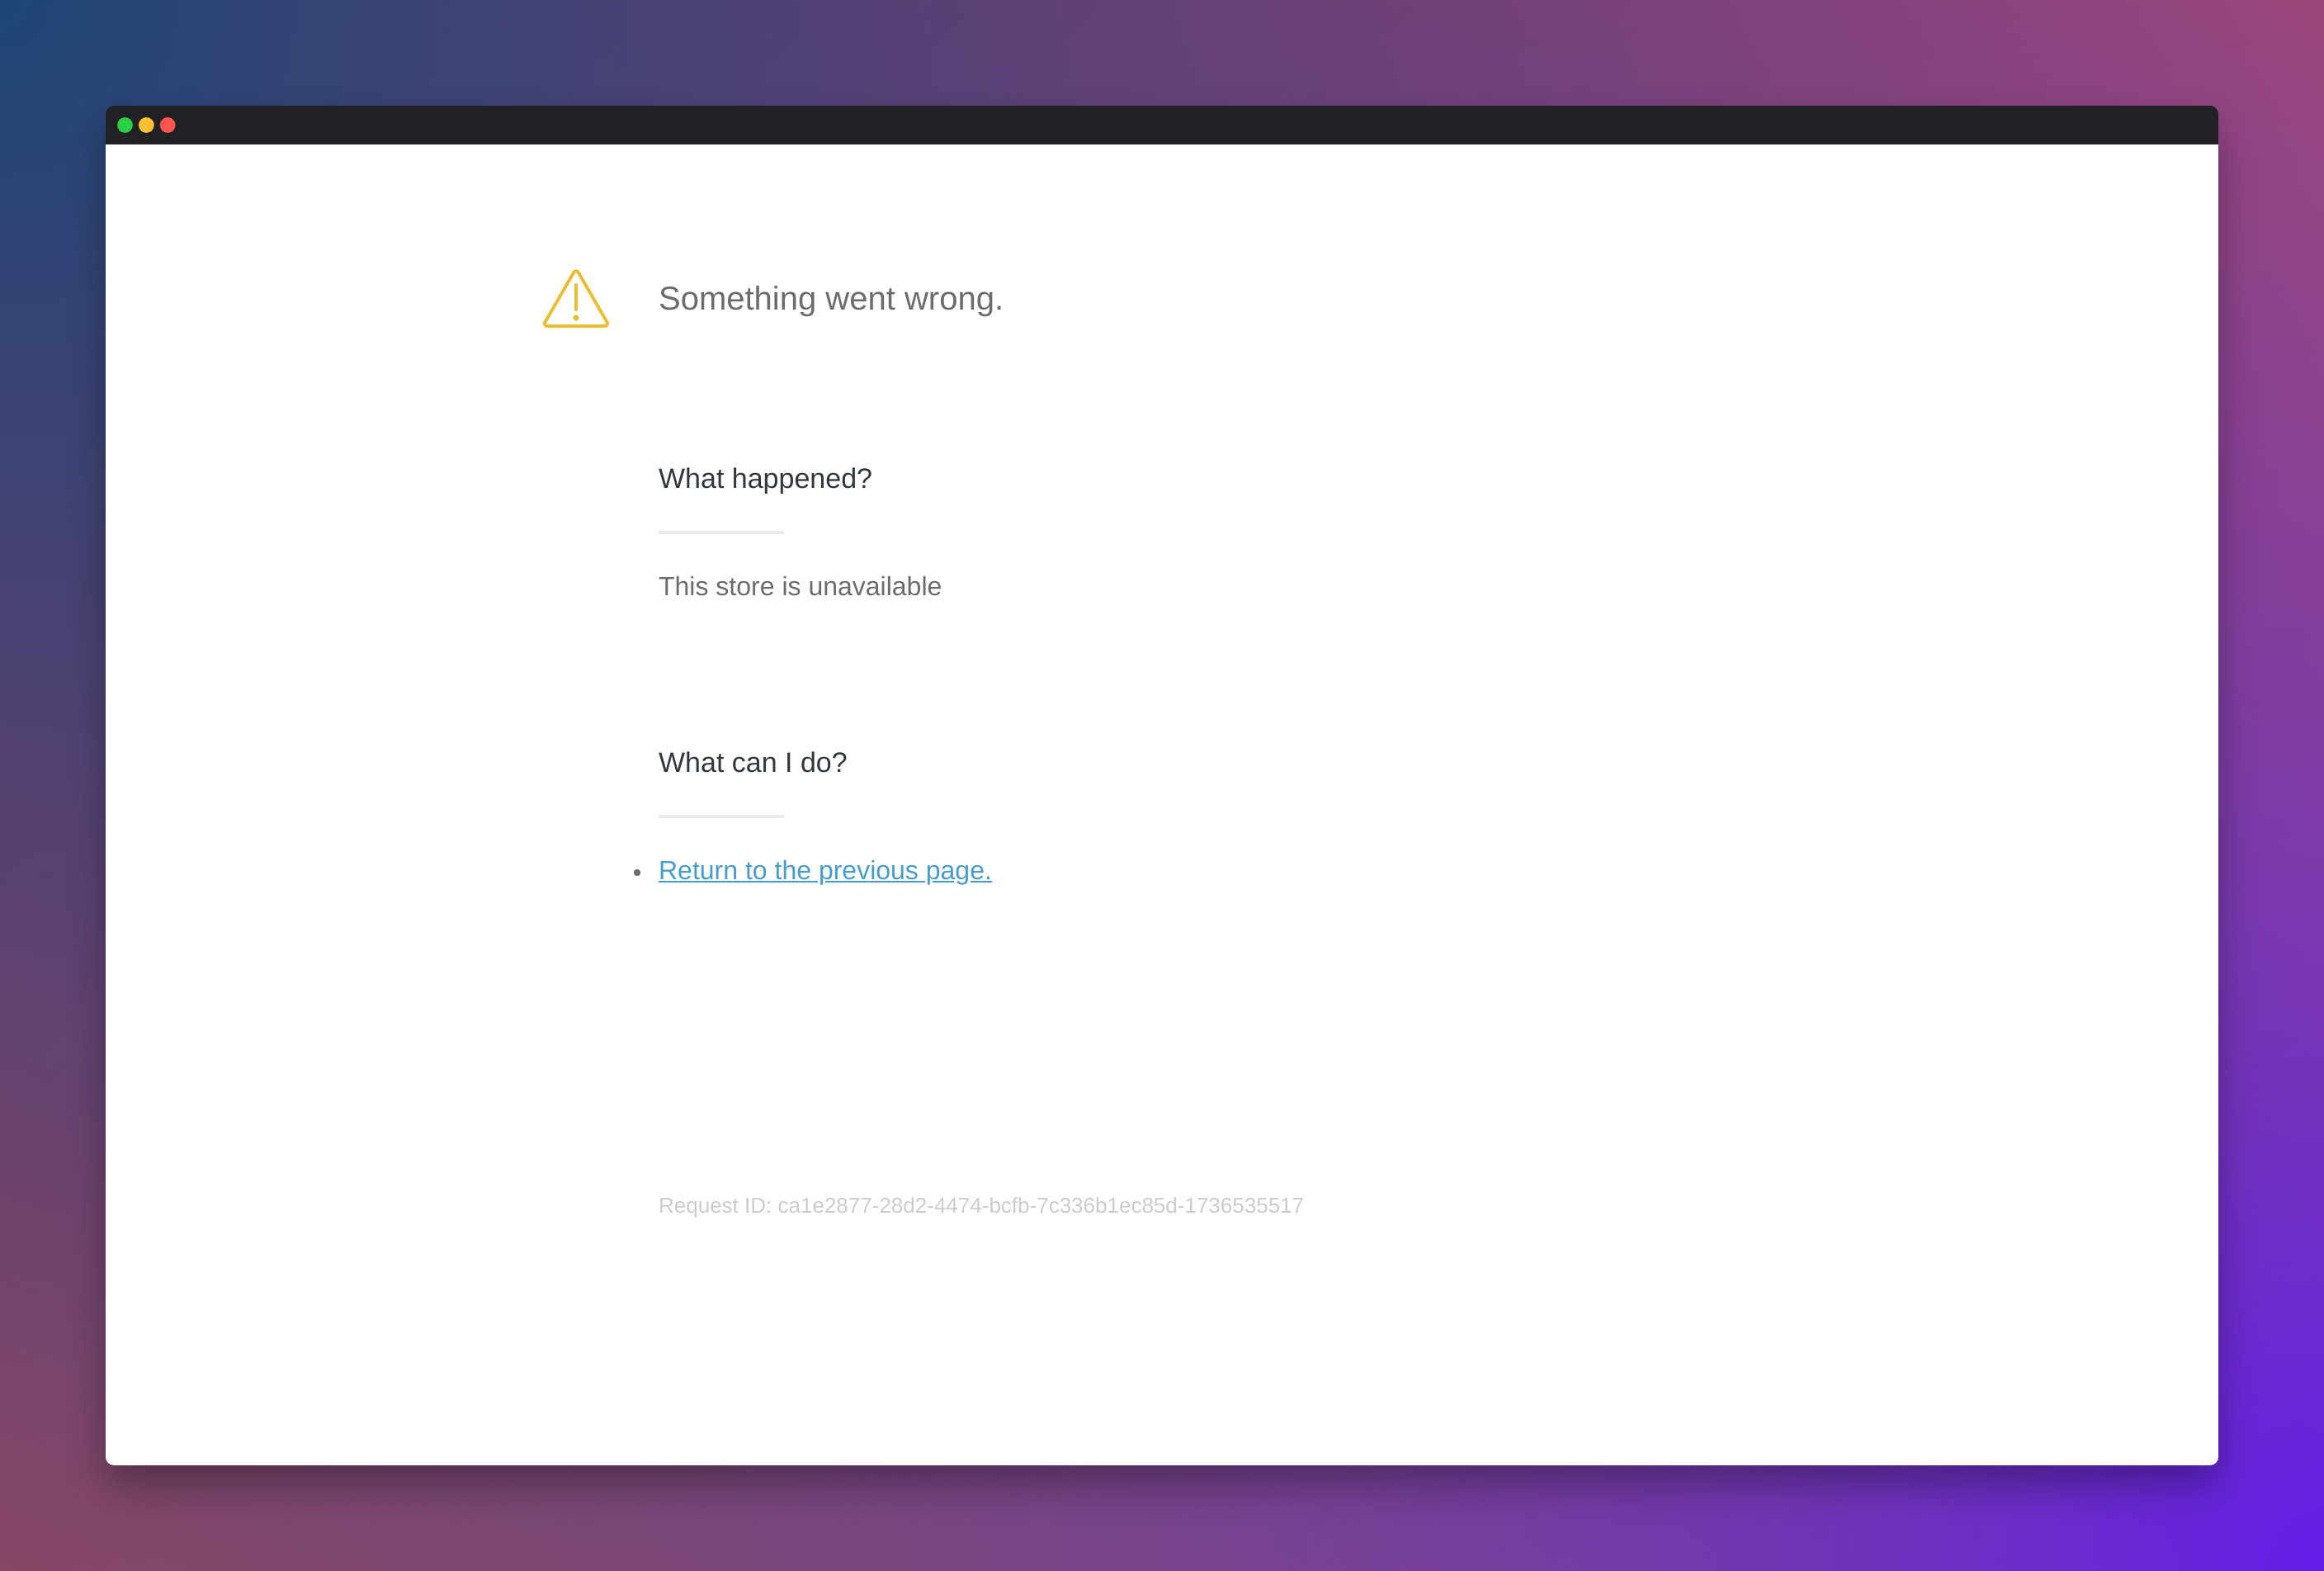 Something went wrong.
What happened?
This store is unavailable
What can I do?
Return to the previous page.
Request ID: ca1e2877-28d2-4474-bcfb-7c336b1ec85d-1736535517